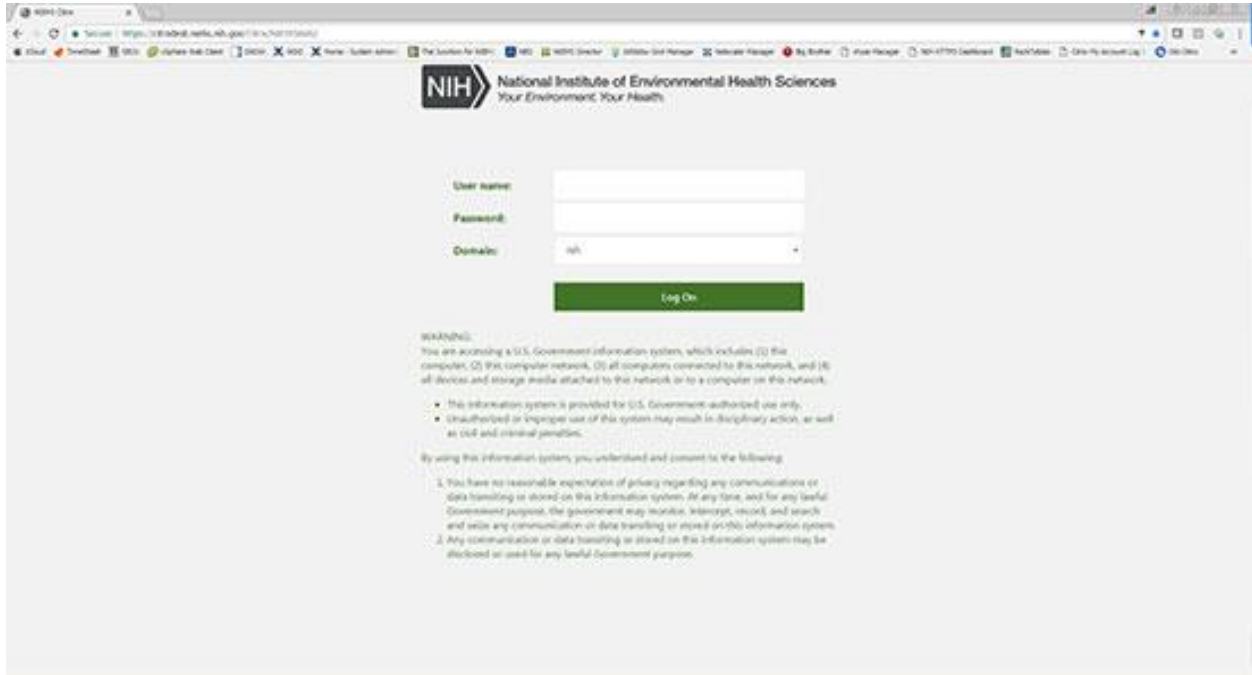 NIEHS Citrix
Secure
iCloud TimeSheet vSphere Web Client
NIH National Institute of Environmental Health Sciences
Your Environment. Your Health.
User name:
Password:
Domain: nih
Log On
WARNING:
You are accessing a U.S. Government information system, which includes (1) this
computer, (2) this computer network, (3) all computers connected to this network, and (4)
all devices and storage media attached to this network or to a computer on this network.
• This information system is provided for U.S. Government-authorized use only.
• Unauthorized or improper use of this system may result in disciplinary action, as well
as civil and criminal penalties.
By using this information system, you understand and consent to the following:
1. You have no reasonable expectation of privacy regarding any communications or
data transiting or stored on this information system. At any time, and for any lawful
Government purpose, the government may monitor, intercept, record, and search
and seize any communication or data transiting or stored on this information system.
2. Any communication or data transiting or stored on this information system may be
disclosed or used for any lawful Government purpose.